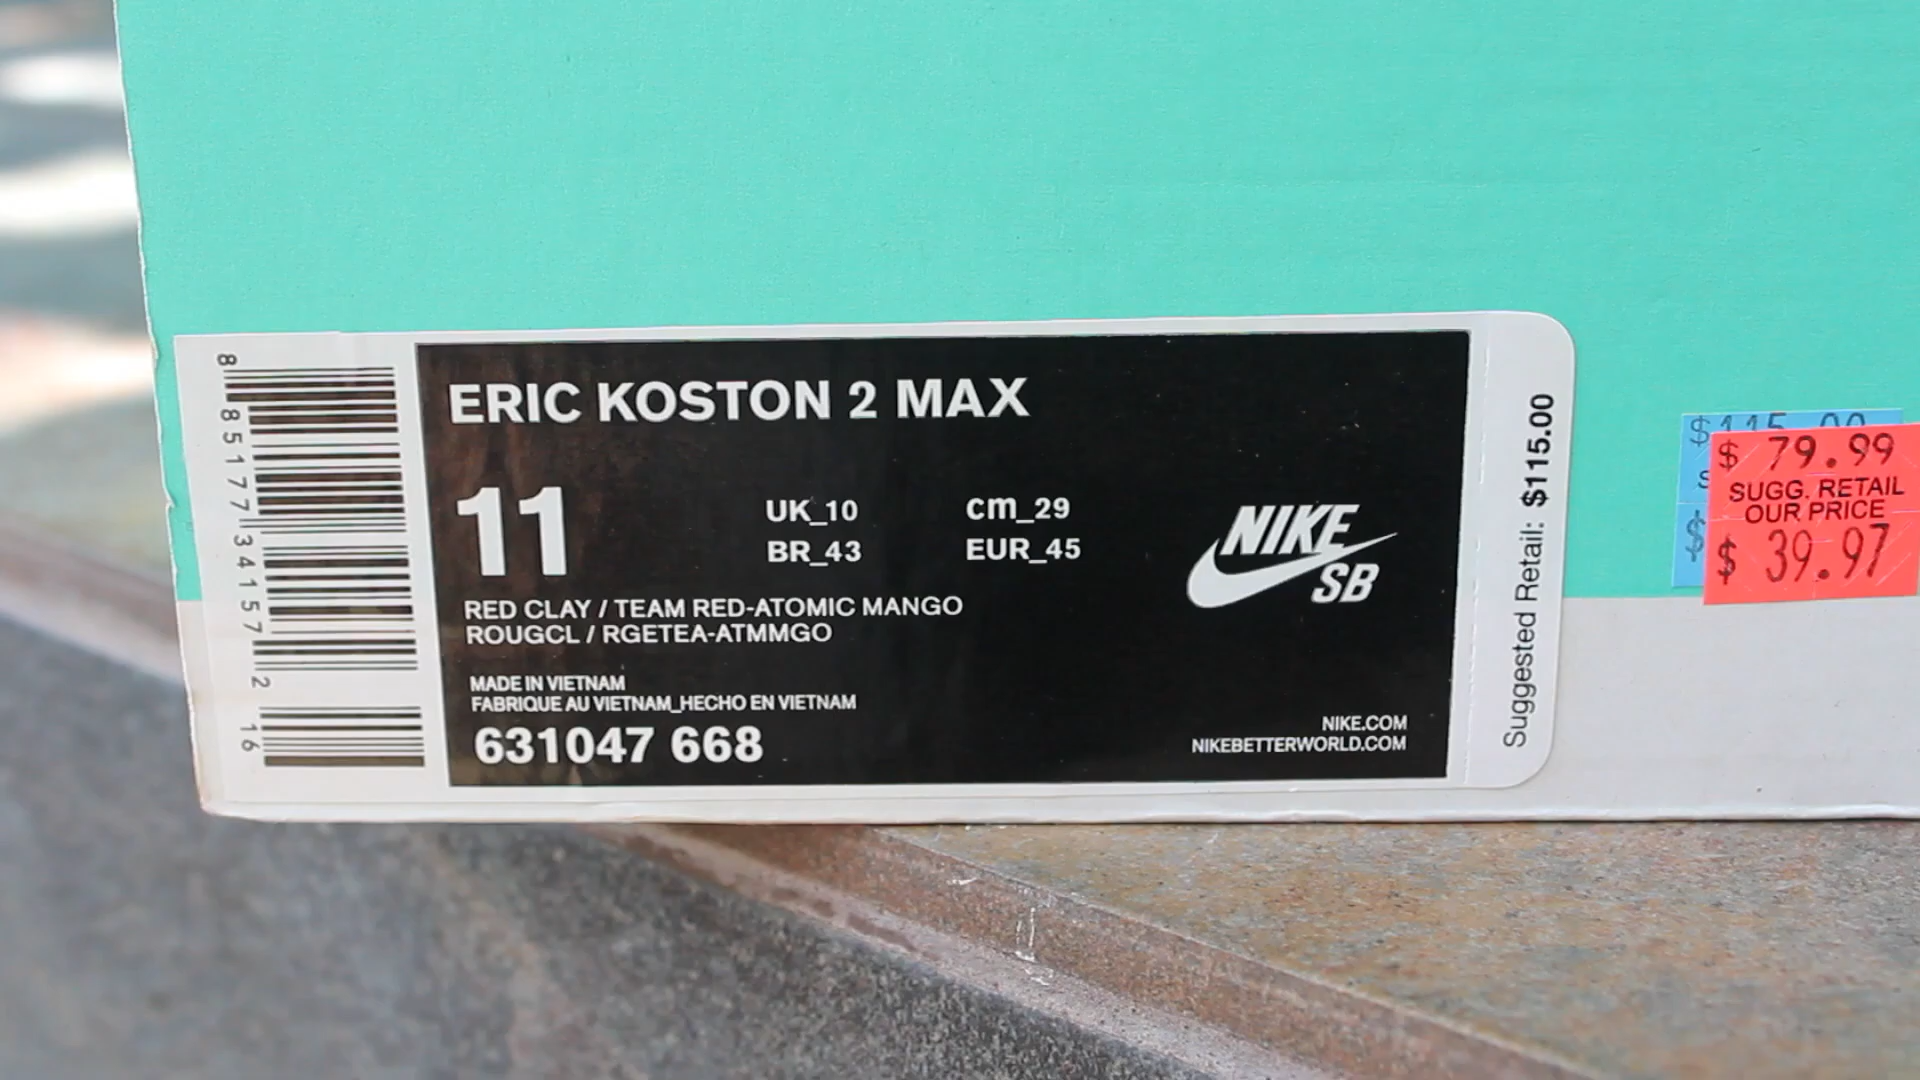 ERIC KOSTON 2 MAX
11
UK_10
cm_29
BR_43
EUR_45
NIKE
SB
RED CLAY / TEAM RED-ATOMIC MANGO
ROUGCL / RGETEA-ATMMGO
MADE IN VIETNAM
FABRIQUE AU VIETNAM_HECHO EN VIETNAM
631047 668
NIKE.COM
NIKEBETTERWORLD.COM
8 85177 34157 2
16
Suggested Retail: $115.00
$115.00
$ 79.99
SUGG. RETAIL
OUR PRICE
$ 39.97